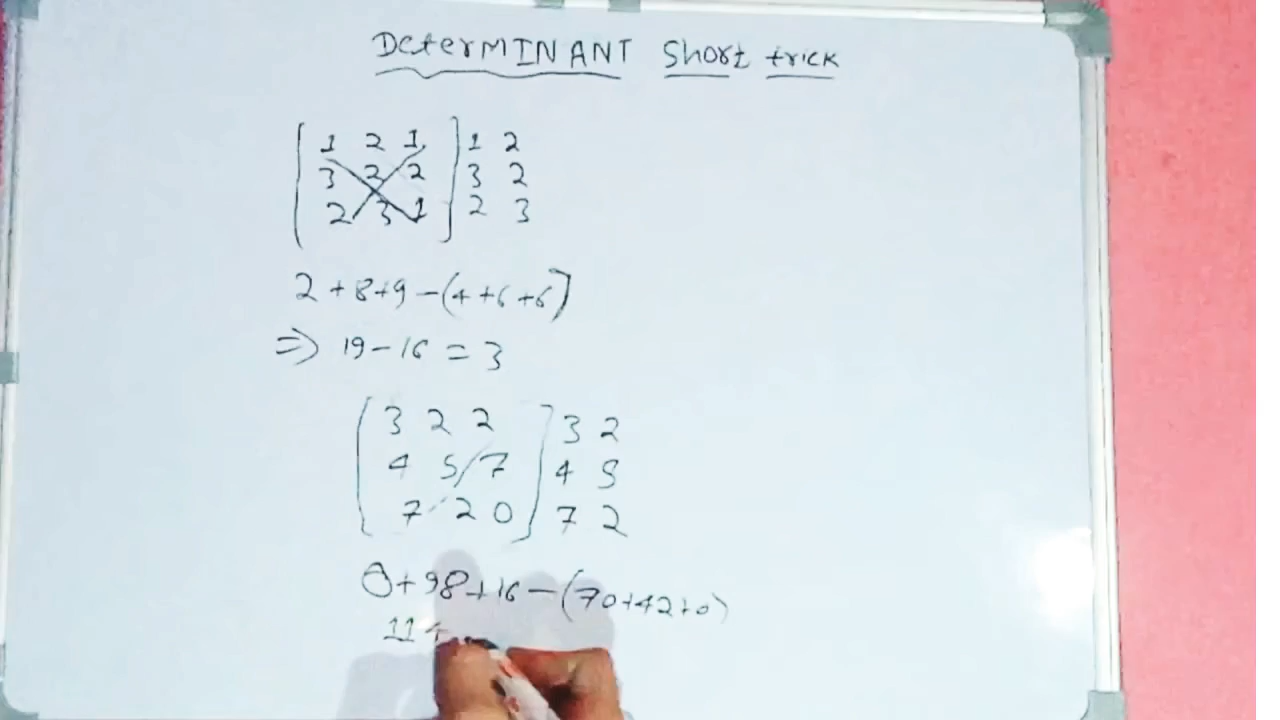 DeterMINANT Short trick
1 2 1 1 2
3 2 2 3 2
2 3 1 2 3
2+8+9-(4+6+6)
⇒ 19-16 = 3
3 2 2 3 2
4 5 7 4 5
7 2 0 7 2
0+98+16-(70+42+0)
114